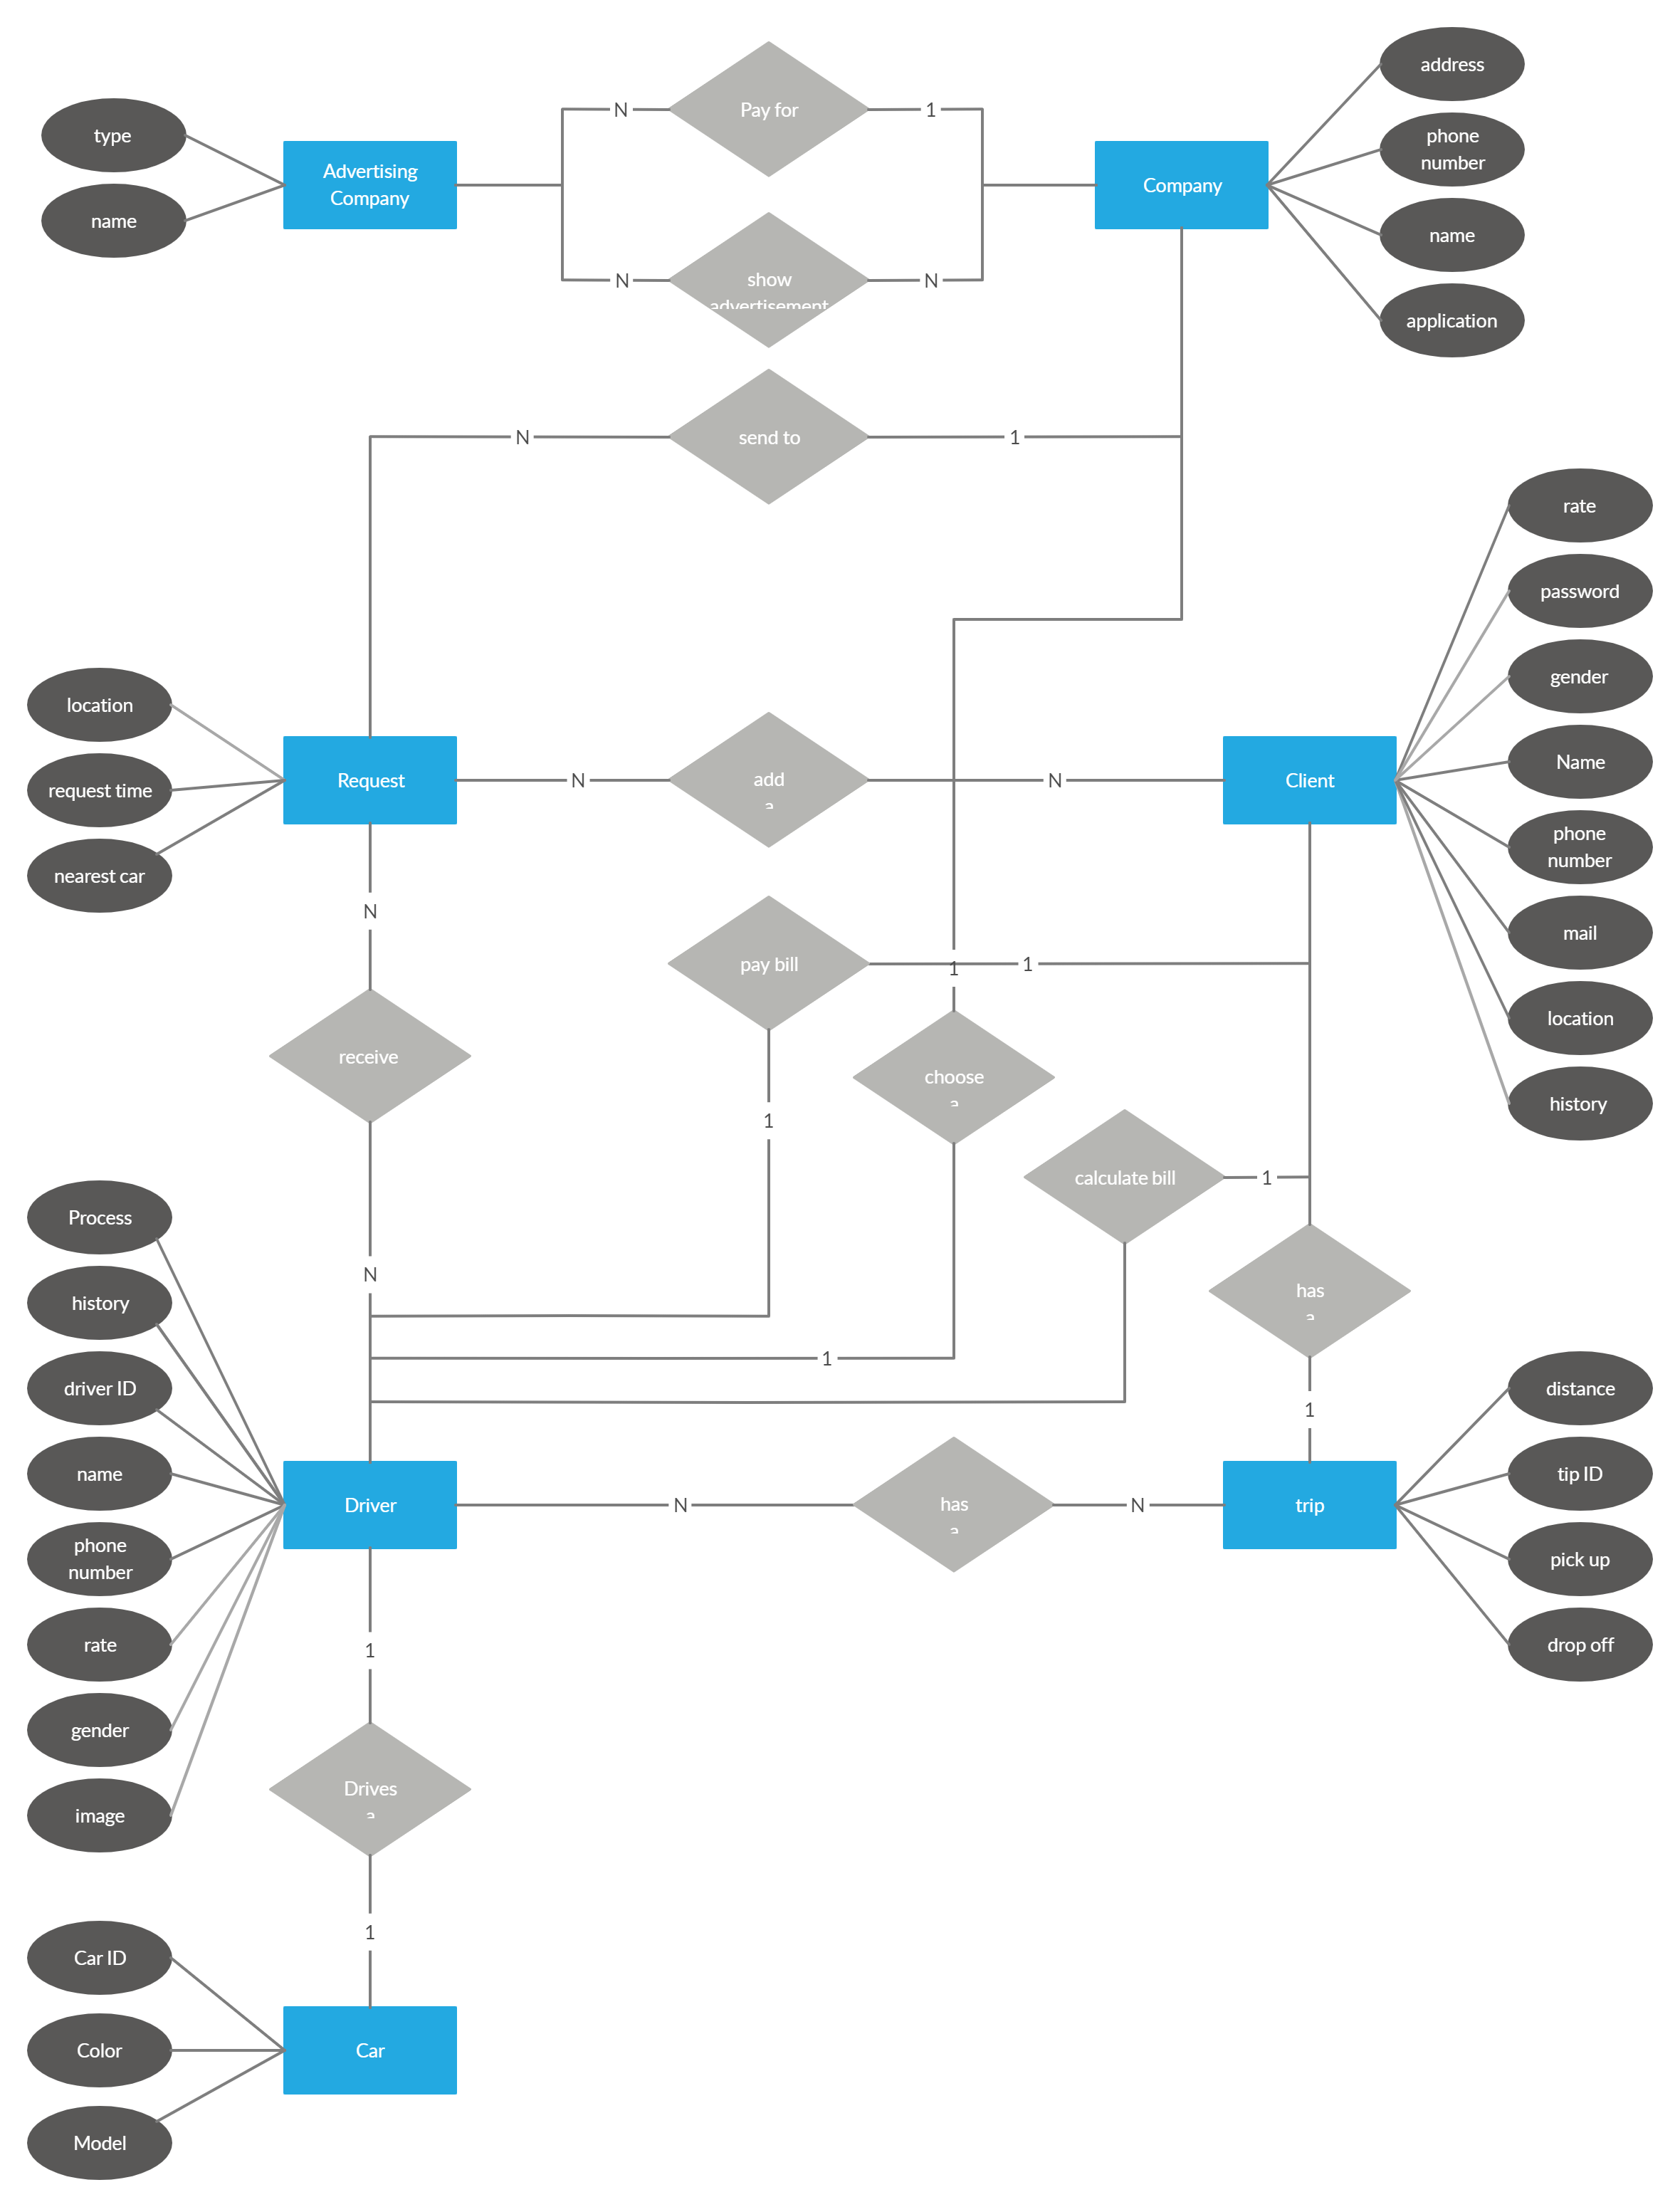 address
Pay for
N
1
type
phone
number
Advertising
Company
Company
name
name
show
advertisement
N
N
application
send to
N
1
rate
password
gender
location
Name
request time
Request
N
add
a
N
Client
phone
number
nearest car
N
mail
pay bill
1
1
location
receive
choose
a
history
1
calculate bill
1
Process
N
has
a
history
1
driver ID
1
distance
name
tip ID
Driver
N
has
a
N
trip
phone
number
pick up
rate
1
drop off
gender
Drives
a
image
1
Car ID
Color
Car
Model